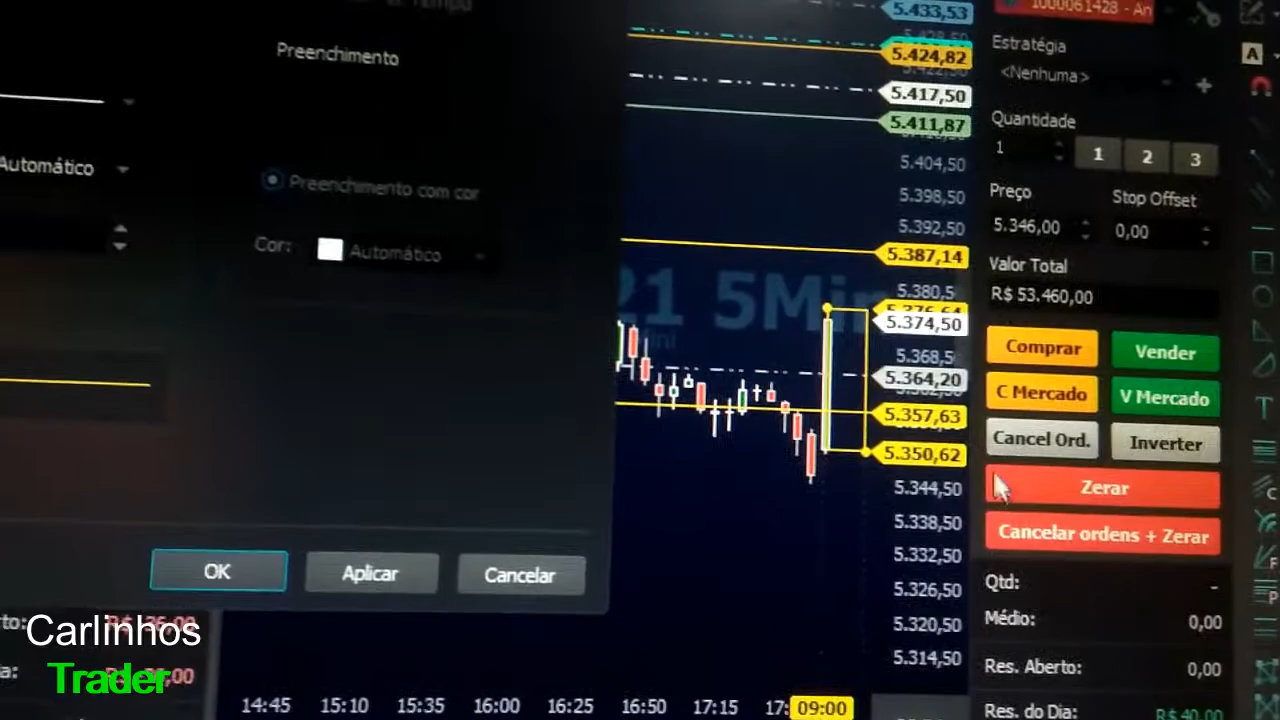 Preenchimento
Automático
Preenchimento com cor
Cor: Automático
OK
Aplicar
Cancelar
Carlinhos
Trader
14:45 15:10 15:35 16:00 16:25 16:50 17:15 09:00
21 5Min
5.433,53
5.424,82
5.417,50
5.411,87
5.404,50
5.398,50
5.392,50
5.387,14
5.380,5
5.374,50
5.368,5
5.364,20
5.357,63
5.350,62
5.344,50
5.338,50
5.332,50
5.326,50
5.320,50
5.314,50
1000061428 - An
Estratégia
<Nenhuma>
Quantidade
1 1 2 3
Preço Stop Offset
5.346,00 0,00
Valor Total
R$ 53.460,00
Comprar Vender
C Mercado V Mercado
Cancel Ord. Inverter
Zerar
Cancelar ordens + Zerar
Qtd: -
Médio: 0,00
Res. Aberto: 0,00
Res. do Dia: R$ 40,00
A
T
C
F
P